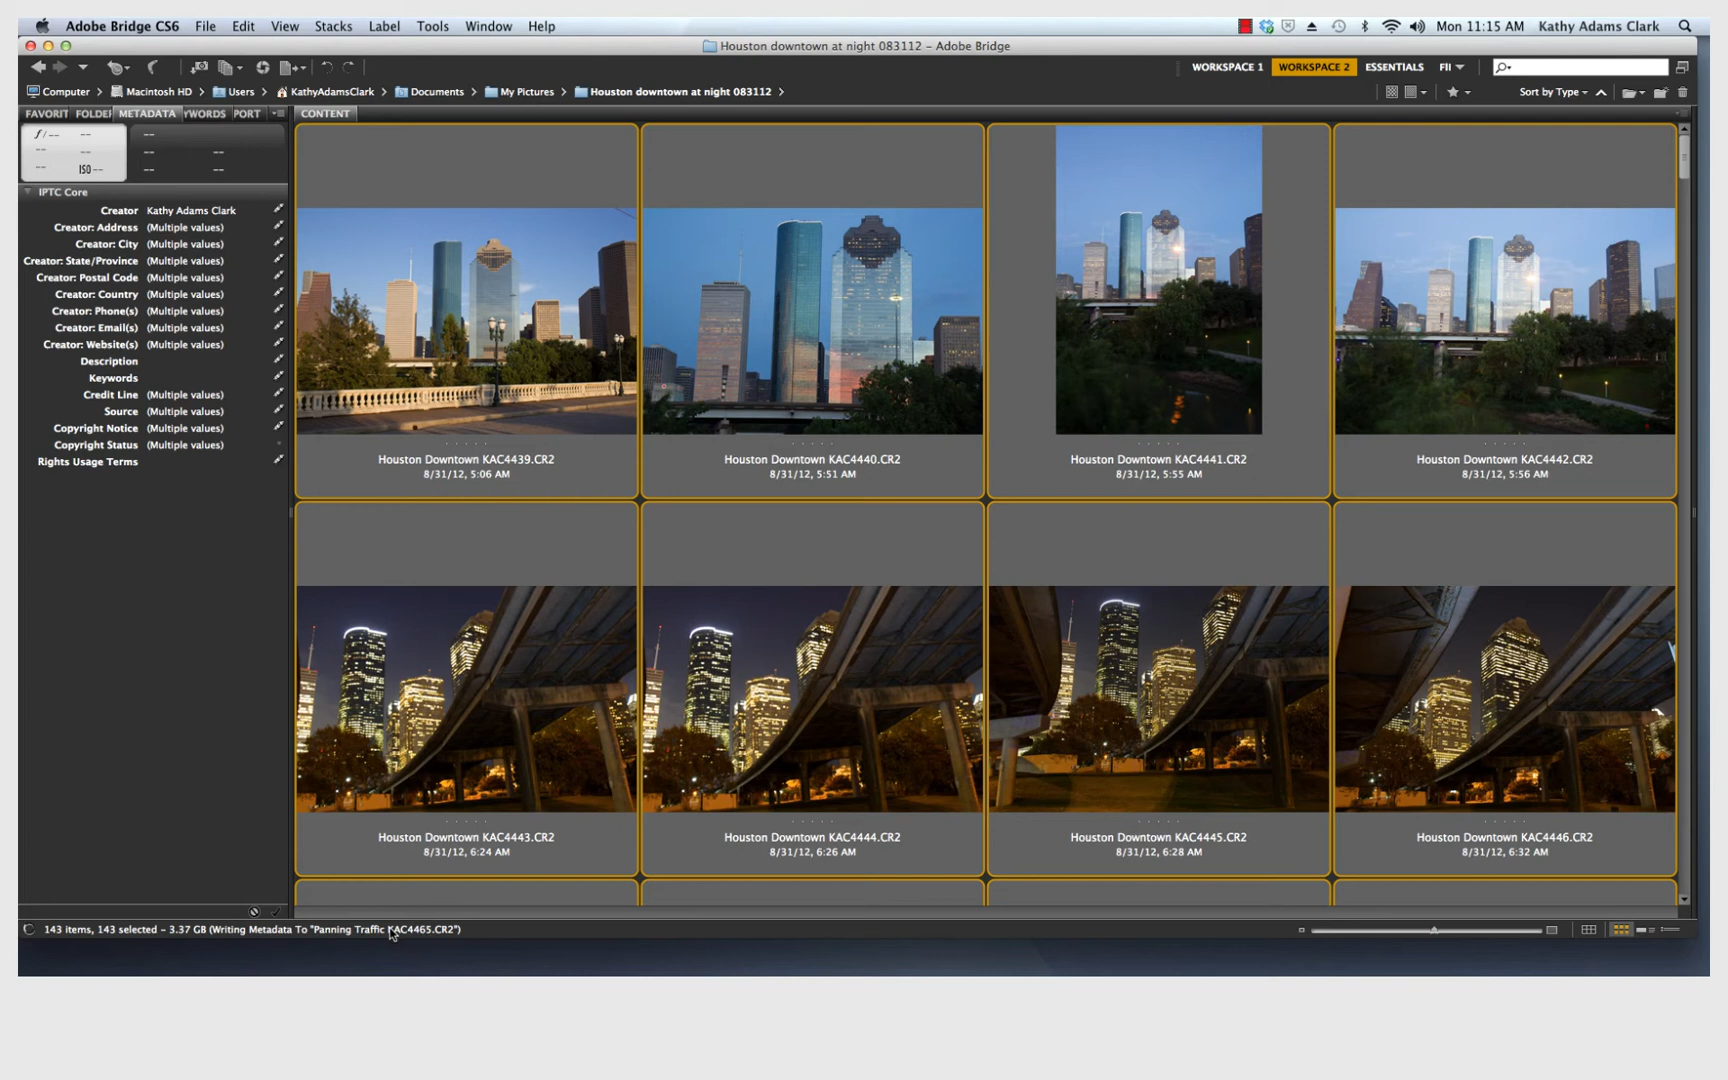 Adobe Bridge CS6 File Edit View Stacks Label Tools Window Help Mon 11:15 AM Kathy Adams Clark
Houston downtown at night 083112 – Adobe Bridge
WORKSPACE 1 WORKSPACE 2 ESSENTIALS FII
Computer Macintosh HD Users KathyAdamsClark Documents My Pictures Houston downtown at night 083112 Sort by Type
FAVORIT FOLDEI METADATA YWORDS PORT CONTENT
f/-- --
--
-- --
-- --
-- ISO --
-- --
IPTC Core
Creator Kathy Adams Clark
Creator: Address (Multiple values)
Creator: City (Multiple values)
Creator: State/Province (Multiple values)
Creator: Postal Code (Multiple values)
Creator: Country (Multiple values)
Creator: Phone(s) (Multiple values)
Creator: Email(s) (Multiple values)
Creator: Website(s) (Multiple values)
Description
Keywords
Credit Line (Multiple values)
Source (Multiple values)
Copyright Notice (Multiple values)
Copyright Status (Multiple values)
Rights Usage Terms
Houston Downtown KAC4439.CR2
8/31/12, 5:06 AM
Houston Downtown KAC4440.CR2
8/31/12, 5:51 AM
Houston Downtown KAC4441.CR2
8/31/12, 5:55 AM
Houston Downtown KAC4442.CR2
8/31/12, 5:56 AM
Houston Downtown KAC4443.CR2
8/31/12, 6:24 AM
Houston Downtown KAC4444.CR2
8/31/12, 6:26 AM
Houston Downtown KAC4445.CR2
8/31/12, 6:28 AM
Houston Downtown KAC4446.CR2
8/31/12, 6:32 AM
143 items, 143 selected – 3.37 GB (Writing Metadata To "Panning Traffic KAC4465.CR2")